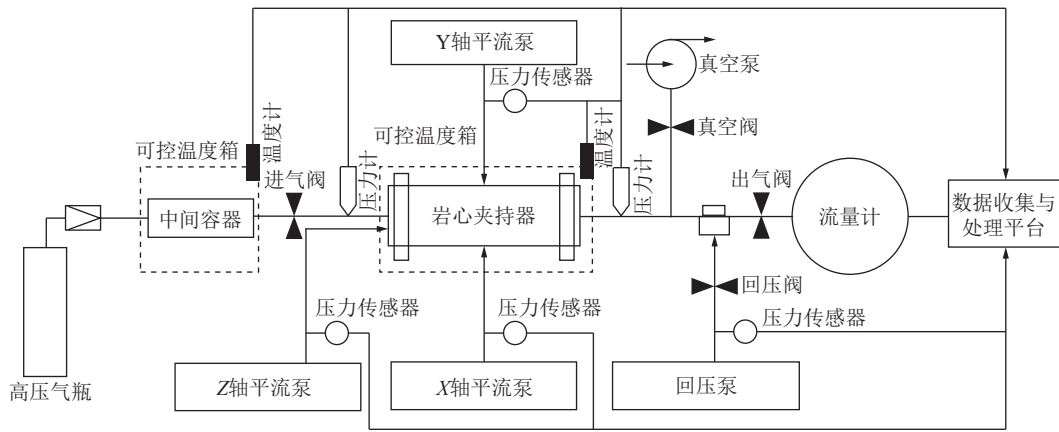 Y轴平流泵
压力传感器
真空泵
可控温度箱
温度计
可控温度箱
温度计
真空阀
进气阀
压力计
压力计
出气阀
中间容器
岩心夹持器
流量计
数据收集与
处理平台
回压阀
压力传感器
压力传感器
压力传感器
高压气瓶
Z轴平流泵
X轴平流泵
回压泵